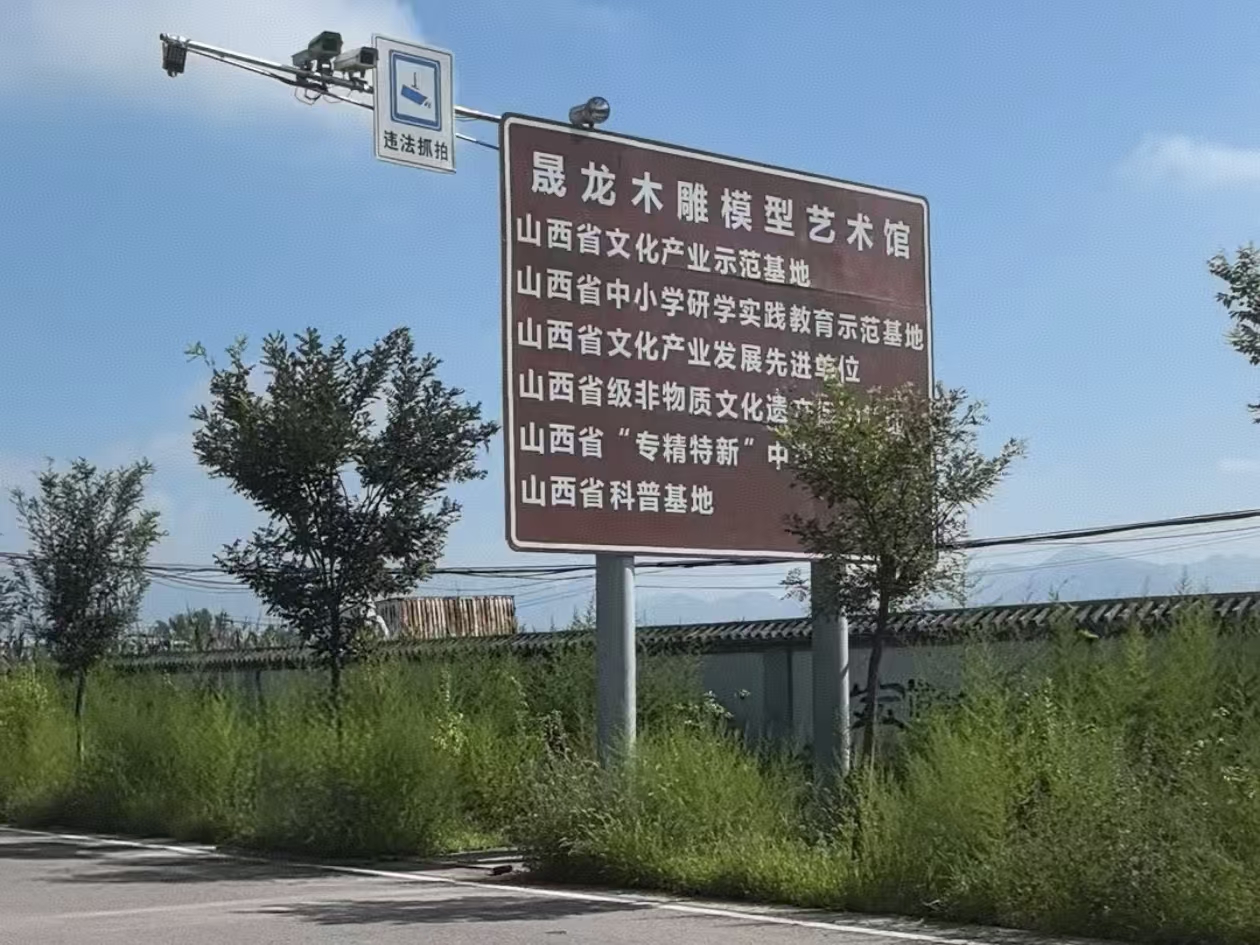 违法抓拍
晟龙木雕模型艺术馆
山西省文化产业示范基地
山西省中小学研学实践教育示范基地
山西省文化产业发展先进单位
山西省级非物质文化遗产
山西省“专精特新”中
山西省科普基地